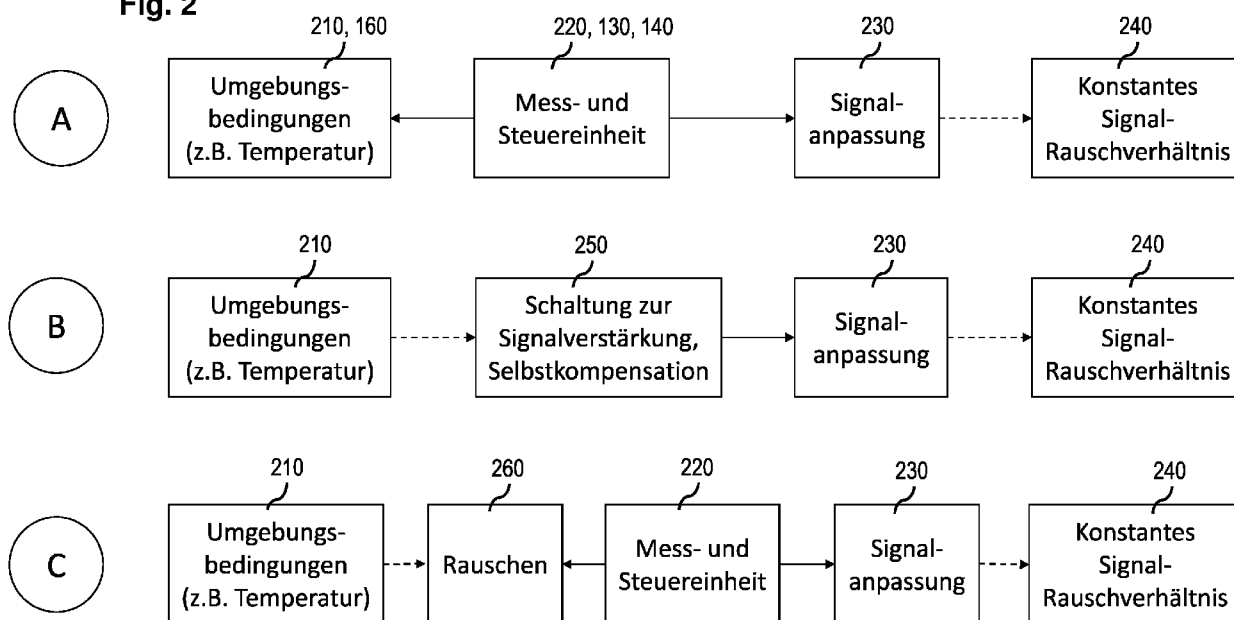 Fig. 2
210, 160
220, 130, 140
230
240
A
Umgebungs-
bedingungen
(z.B. Temperatur)
Mess- und
Steuereinheit
Signal-
anpassung
Konstantes
Signal-
Rauschverhältnis
210
250
230
240
B
Umgebungs-
bedingungen
(z.B. Temperatur)
Schaltung zur
Signalverstärkung,
Selbstkompensation
Signal-
anpassung
Konstantes
Signal-
Rauschverhältnis
210
260
220
230
240
C
Umgebungs-
bedingungen
(z.B. Temperatur)
Rauschen
Mess- und
Steuereinheit
Signal-
anpassung
Konstantes
Signal-
Rauschverhältnis